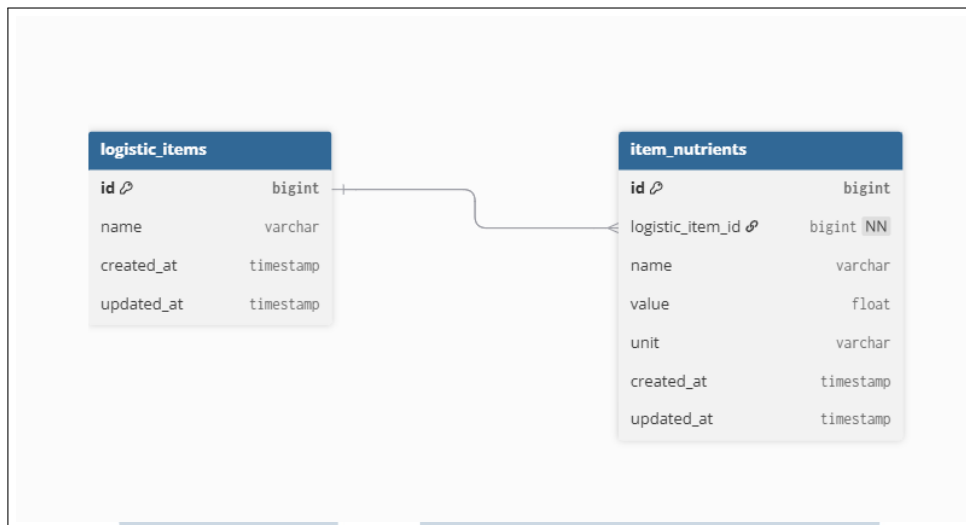 logistic_items
id bigint
name varchar
created_at timestamp
updated_at timestamp
item_nutrients
id bigint
logistic_item_id bigint NN
name varchar
value float
unit varchar
created_at timestamp
updated_at timestamp